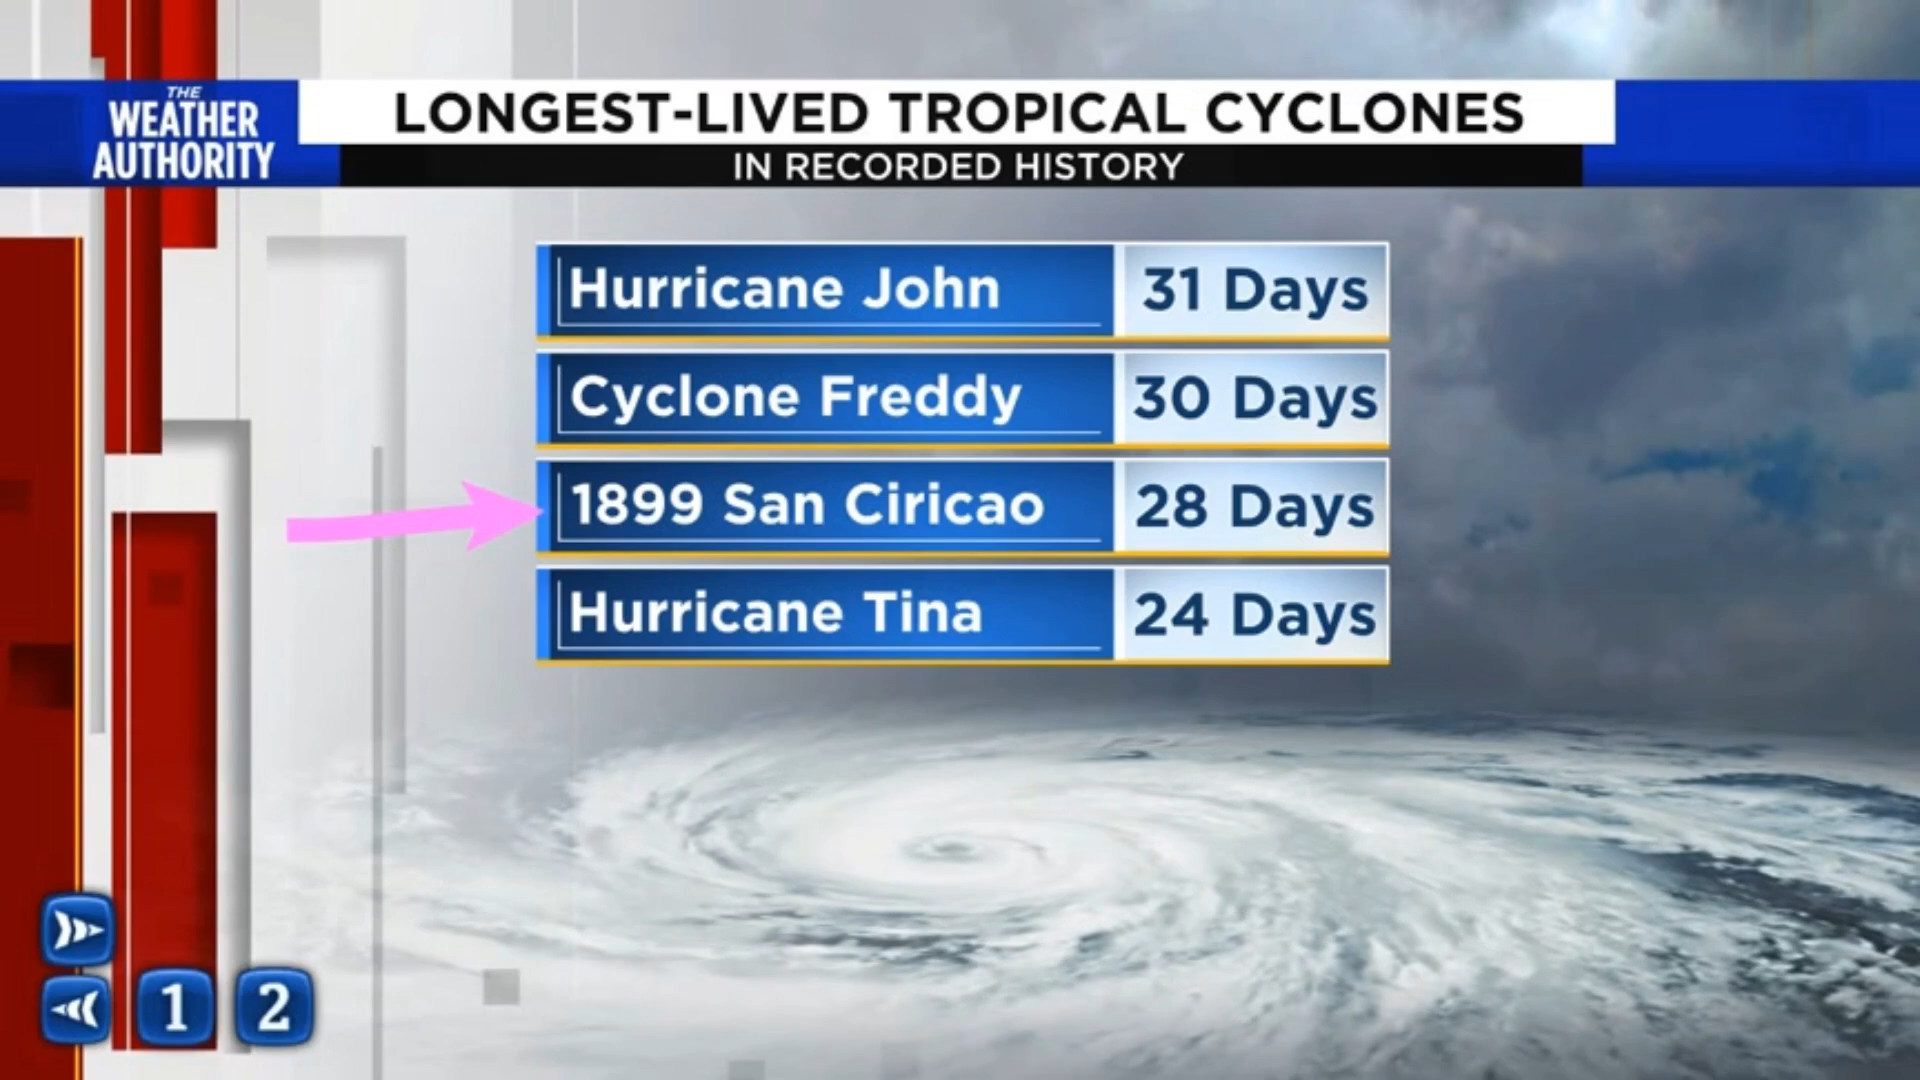 THE
WEATHER
AUTHORITY
LONGEST-LIVED TROPICAL CYCLONES
IN RECORDED HISTORY
Hurricane John 31 Days
Cyclone Freddy 30 Days
1899 San Ciricao 28 Days
Hurricane Tina 24 Days
1 2